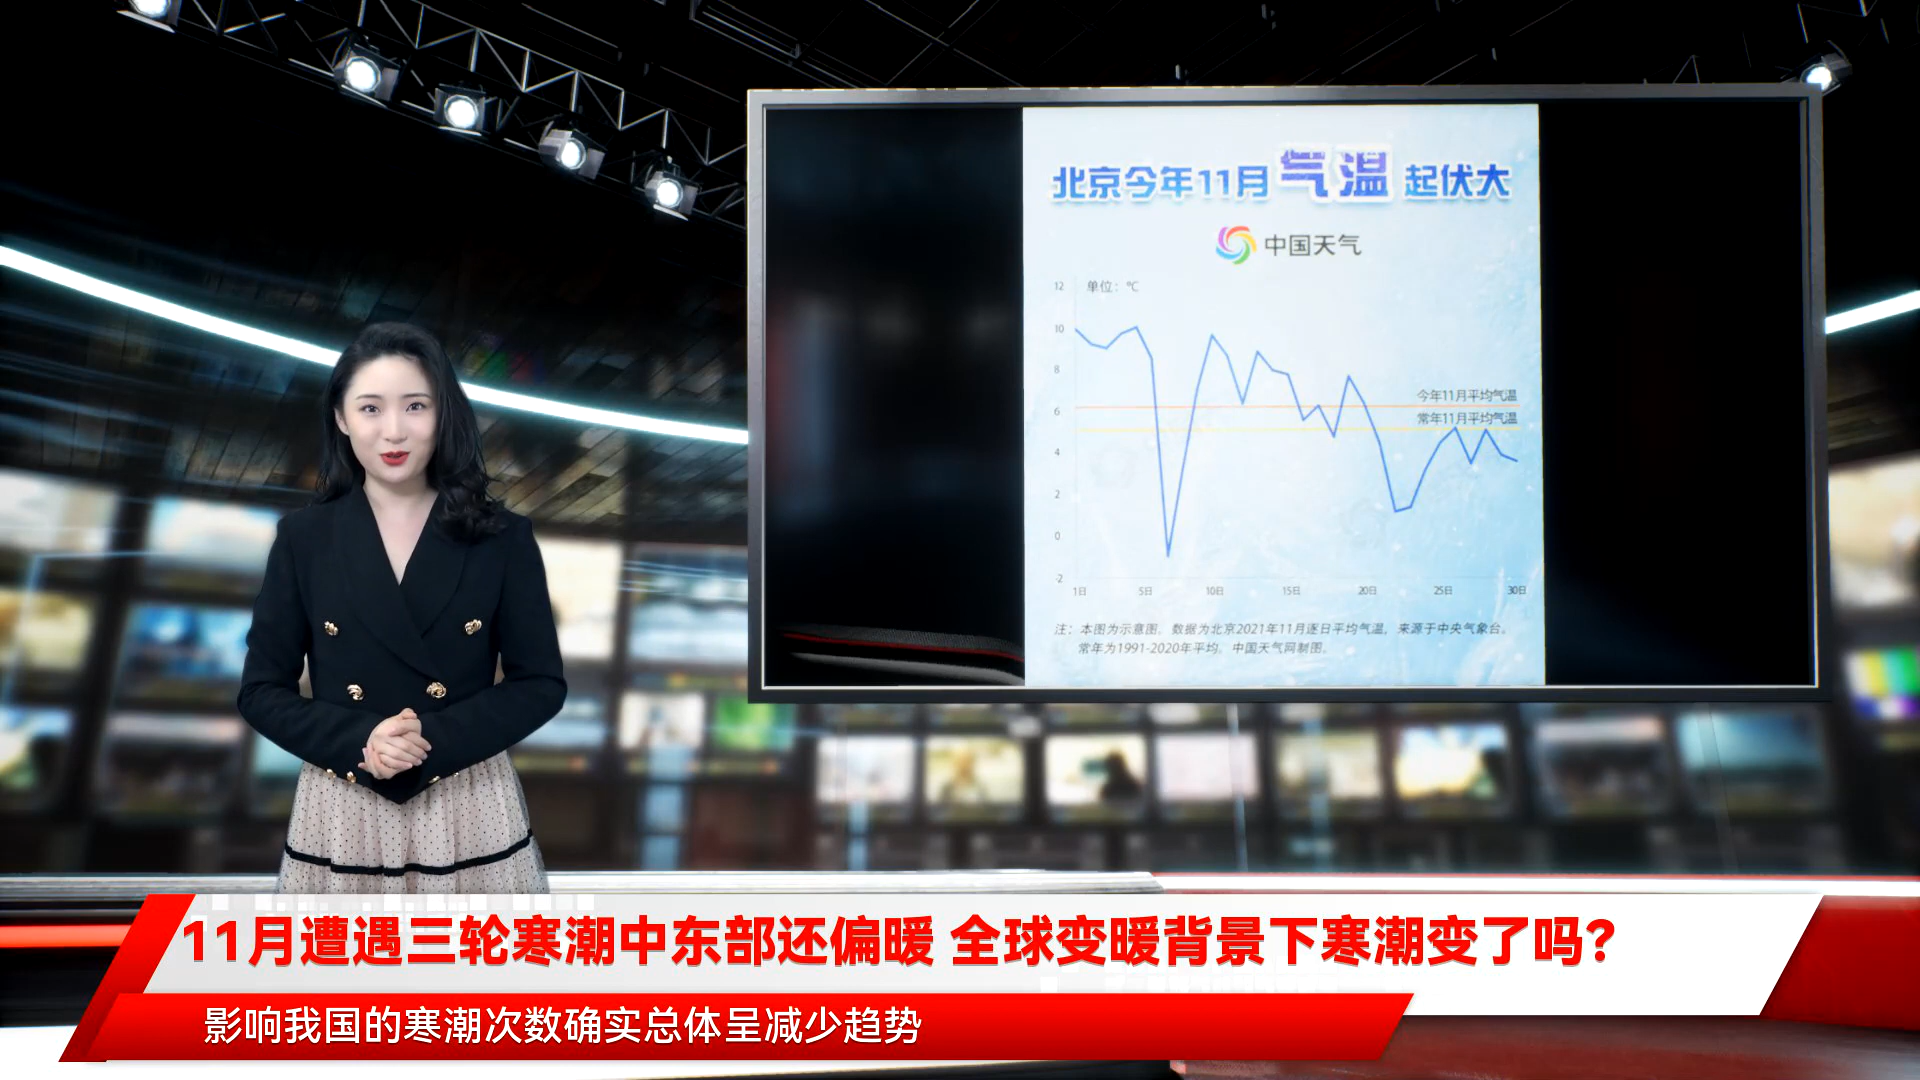 北京今年11月气温起伏大
中国天气
单位：℃
12
10
8
6
4
2
0
-2
今年11月平均气温
常年11月平均气温
1日 5日 10日 15日 20日 25日 30日
注：本图为示意图。数据为北京2021年11月逐日平均气温，来源于中央气象台。
常年为1991-2020年平均。中国天气网制图。
11月遭遇三轮寒潮中东部还偏暖 全球变暖背景下寒潮变了吗？
影响我国的寒潮次数确实总体呈减少趋势